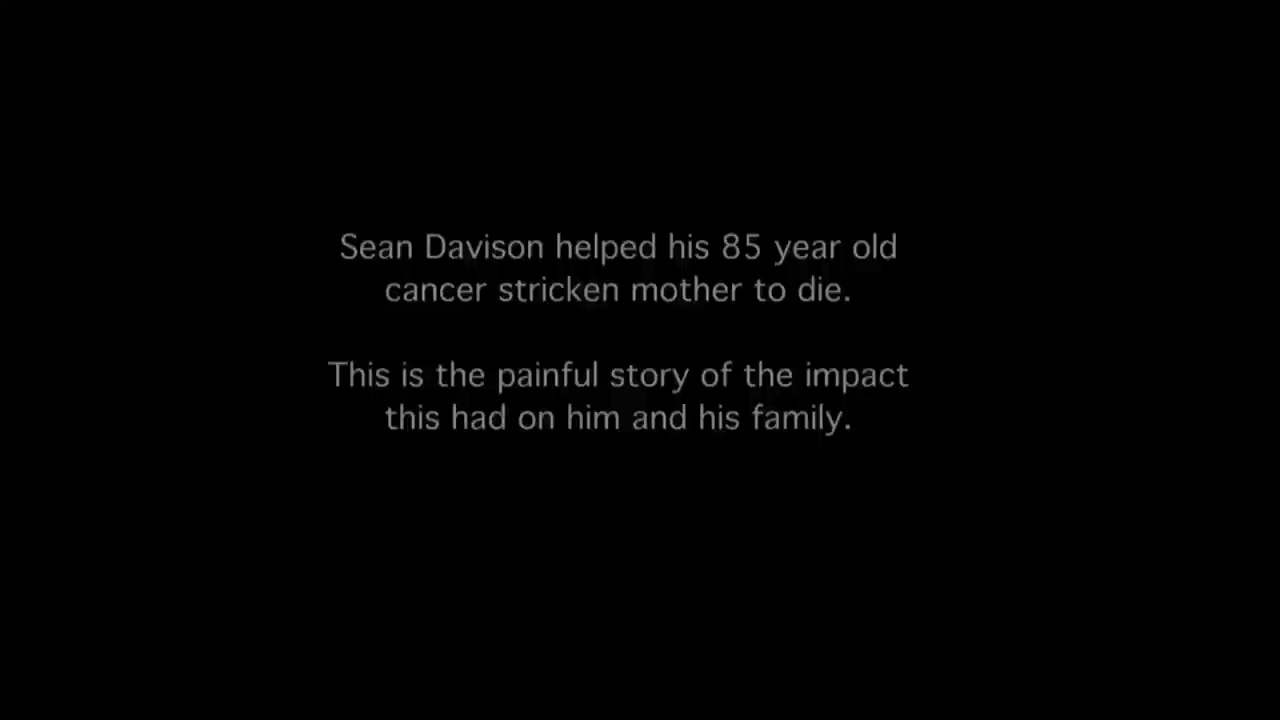 Sean Davison helped his 85 year old
cancer stricken mother to die.
This is the painful story of the impact
this had on him and his family.